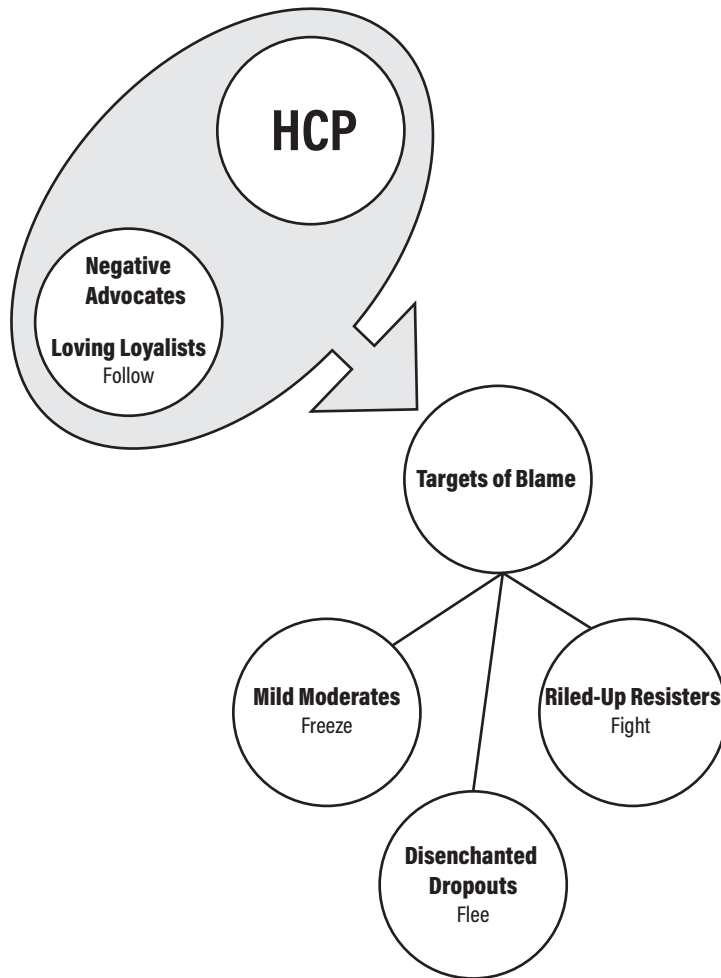 HCP
Negative
Advocates
Loving Loyalists
Follow
Targets of Blame
Mild Moderates
Freeze
Riled-Up Resisters
Fight
Disenchanted
Dropouts
Flee